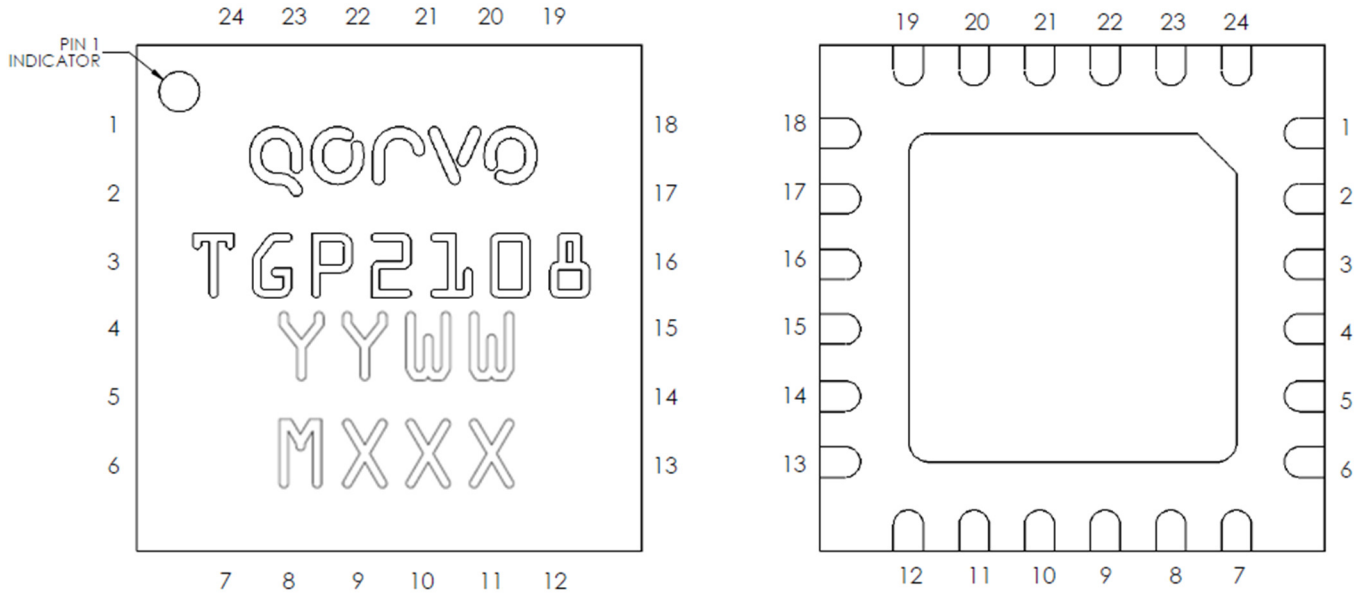 24 23 22 21 20 19
PIN 1
INDICATOR
1 18
2 17
3 16
4 15
5 14
6 13
QORVO
TGP2108
YYWW
MXXX
7 8 9 10 11 12
19 20 21 22 23 24
18 1
17 2
16 3
15 4
14 5
13 6
12 11 10 9 8 7